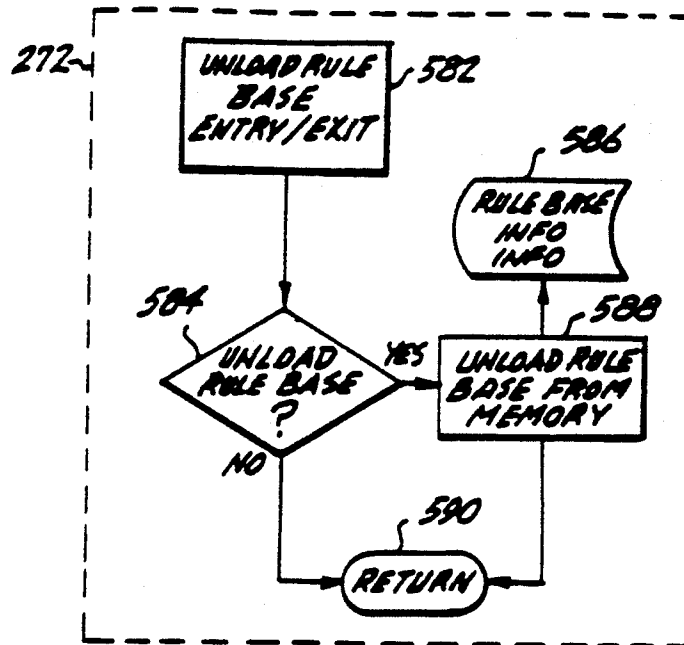 272
UNLOAD RULE
BASE
ENTRY/EXIT
582
586
RULE BASE
INFO
INFO
584
UNLOAD
RULE BASE
?
YES
588
UNLOAD RULE
BASE FROM
MEMORY
NO
590
RETURN